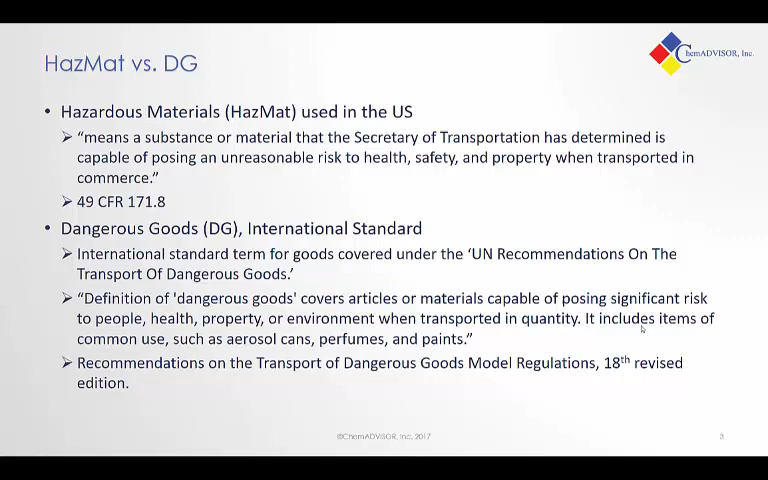 HazMat vs. DG
ChemADVISOR, Inc.
• Hazardous Materials (HazMat) used in the US
➢ “means a substance or material that the Secretary of Transportation has determined is
capable of posing an unreasonable risk to health, safety, and property when transported in
commerce.”
➢ 49 CFR 171.8
• Dangerous Goods (DG), International Standard
➢ International standard term for goods covered under the ‘UN Recommendations On The
Transport Of Dangerous Goods.’
➢ “Definition of 'dangerous goods' covers articles or materials capable of posing significant risk
to people, health, property, or environment when transported in quantity. It includes items of
common use, such as aerosol cans, perfumes, and paints.”
➢ Recommendations on the Transport of Dangerous Goods Model Regulations, 18th revised
edition.
©ChemADVISOR, Inc. 2017
3